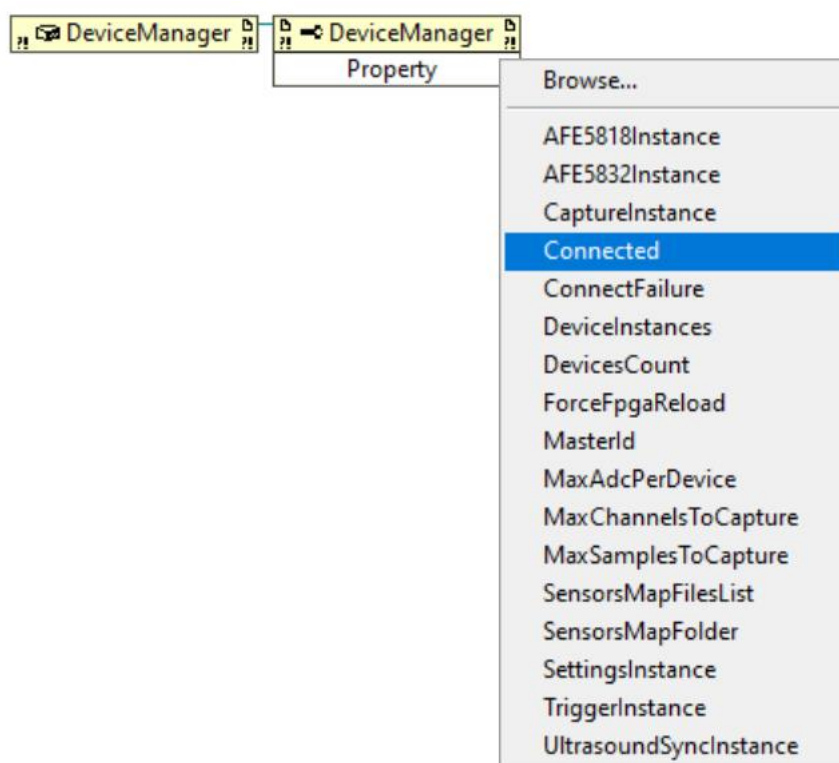 DeviceManager DeviceManager
Property
Browse...
AFE5818Instance
AFE5832Instance
CaptureInstance
Connected
ConnectFailure
DeviceInstances
DevicesCount
ForceFpgaReload
MasterId
MaxAdcPerDevice
MaxChannelsToCapture
MaxSamplesToCapture
SensorsMapFilesList
SensorsMapFolder
SettingsInstance
TriggerInstance
UltrasoundSyncInstance